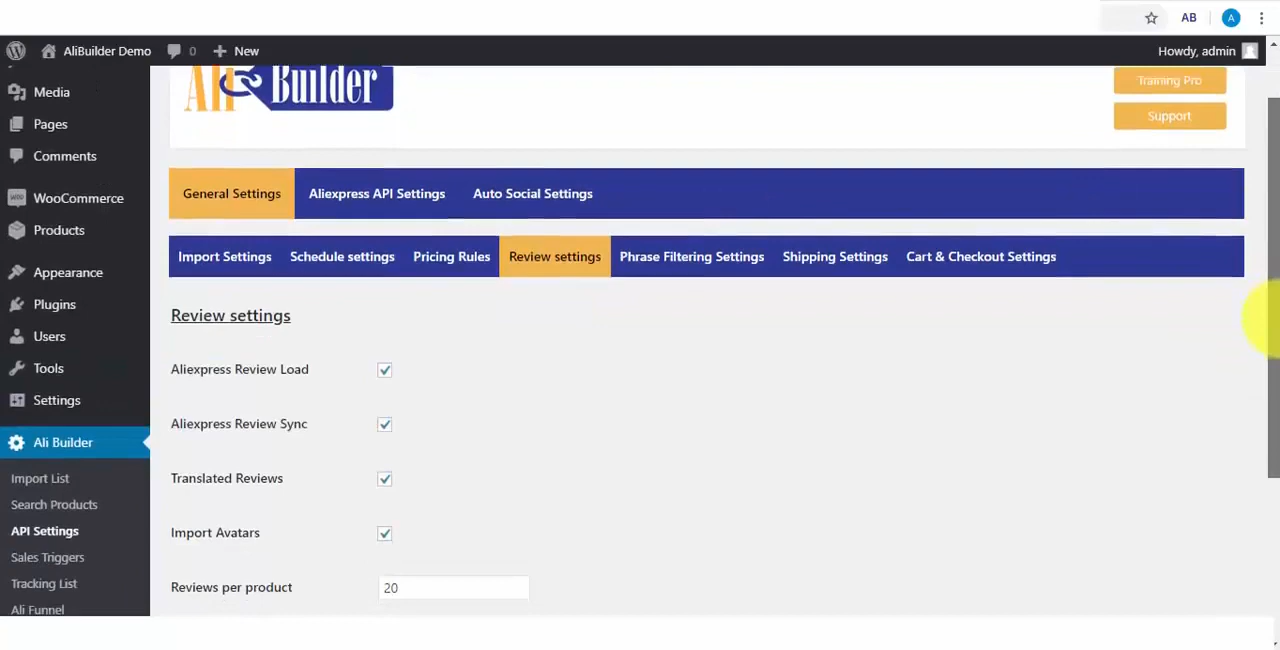 AB
A
AliBuilder Demo
0
New
Howdy, admin
Media
Pages
Comments
WooCommerce
Products
Appearance
Plugins
Users
Tools
Settings
Ali Builder
Import List
Search Products
API Settings
Sales Triggers
Tracking List
Ali Funnel
Ali Builder
Training Pro
Support
General Settings
Aliexpress API Settings
Auto Social Settings
Import Settings
Schedule settings
Pricing Rules
Review settings
Phrase Filtering Settings
Shipping Settings
Cart & Checkout Settings
Review settings
Aliexpress Review Load
Aliexpress Review Sync
Translated Reviews
Import Avatars
Reviews per product
20